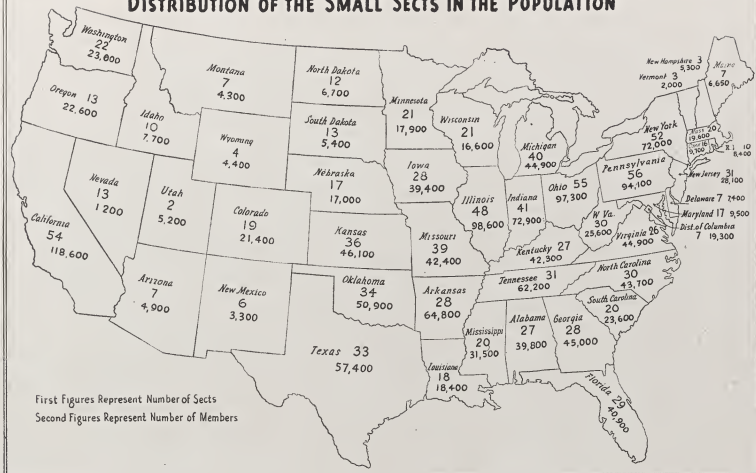 DISTRIBUTION OF THE SMALL SECTS IN THE POPULATION
Washington
22
23,800
Oregon 13
22,600
Idaho
10
7,700
Montana
7
4,300
Wyoming
4
4,400
North Dakota
12
6,700
South Dakota
13
5,400
Nebraska
17
17,000
Nevada
13
1200
Utah
2
5,200
Colorado
19
21,400
Kansas
36
46,100
California
54
118,600
Arizona
7
4,900
New Mexico
6
3,300
Oklahoma
34
50,900
Texas 33
57,400
Minnesota
21
17,900
Wisconsin
21
16,600
Iowa
28
39,400
Missouri
39
42,400
Arkansas
28
64,800
Louisiana
18
18,400
Illinois
48
98,600
Indiana
41
72,900
Michigan
40
44,900
Ohio 55
97,300
Kentucky 27
42,300
Tennessee 31
62,200
Mississippi
20
31,500
Alabama
27
39,800
Georgia
28
45,000
Florida 29
40,900
South Carolina
20
23,600
North Carolina
30
43,700
W Va.
30
25,600
Virginia 26
44,900
Pennsylvania
56
94,100
New York
52
72,000
New Hampshire 3
5,300
Vermont 3
2,000
Maine
7
6,650
Mass 20
19,600
Conn 16
9,700
R.I. 10
8,400
New Jersey 31
28,100
Delaware 7 2400
Maryland 17 9,500
Dist. of Columbia
7 19,300
First Figures Represent Number of Sects
Second Figures Represent Number of Members